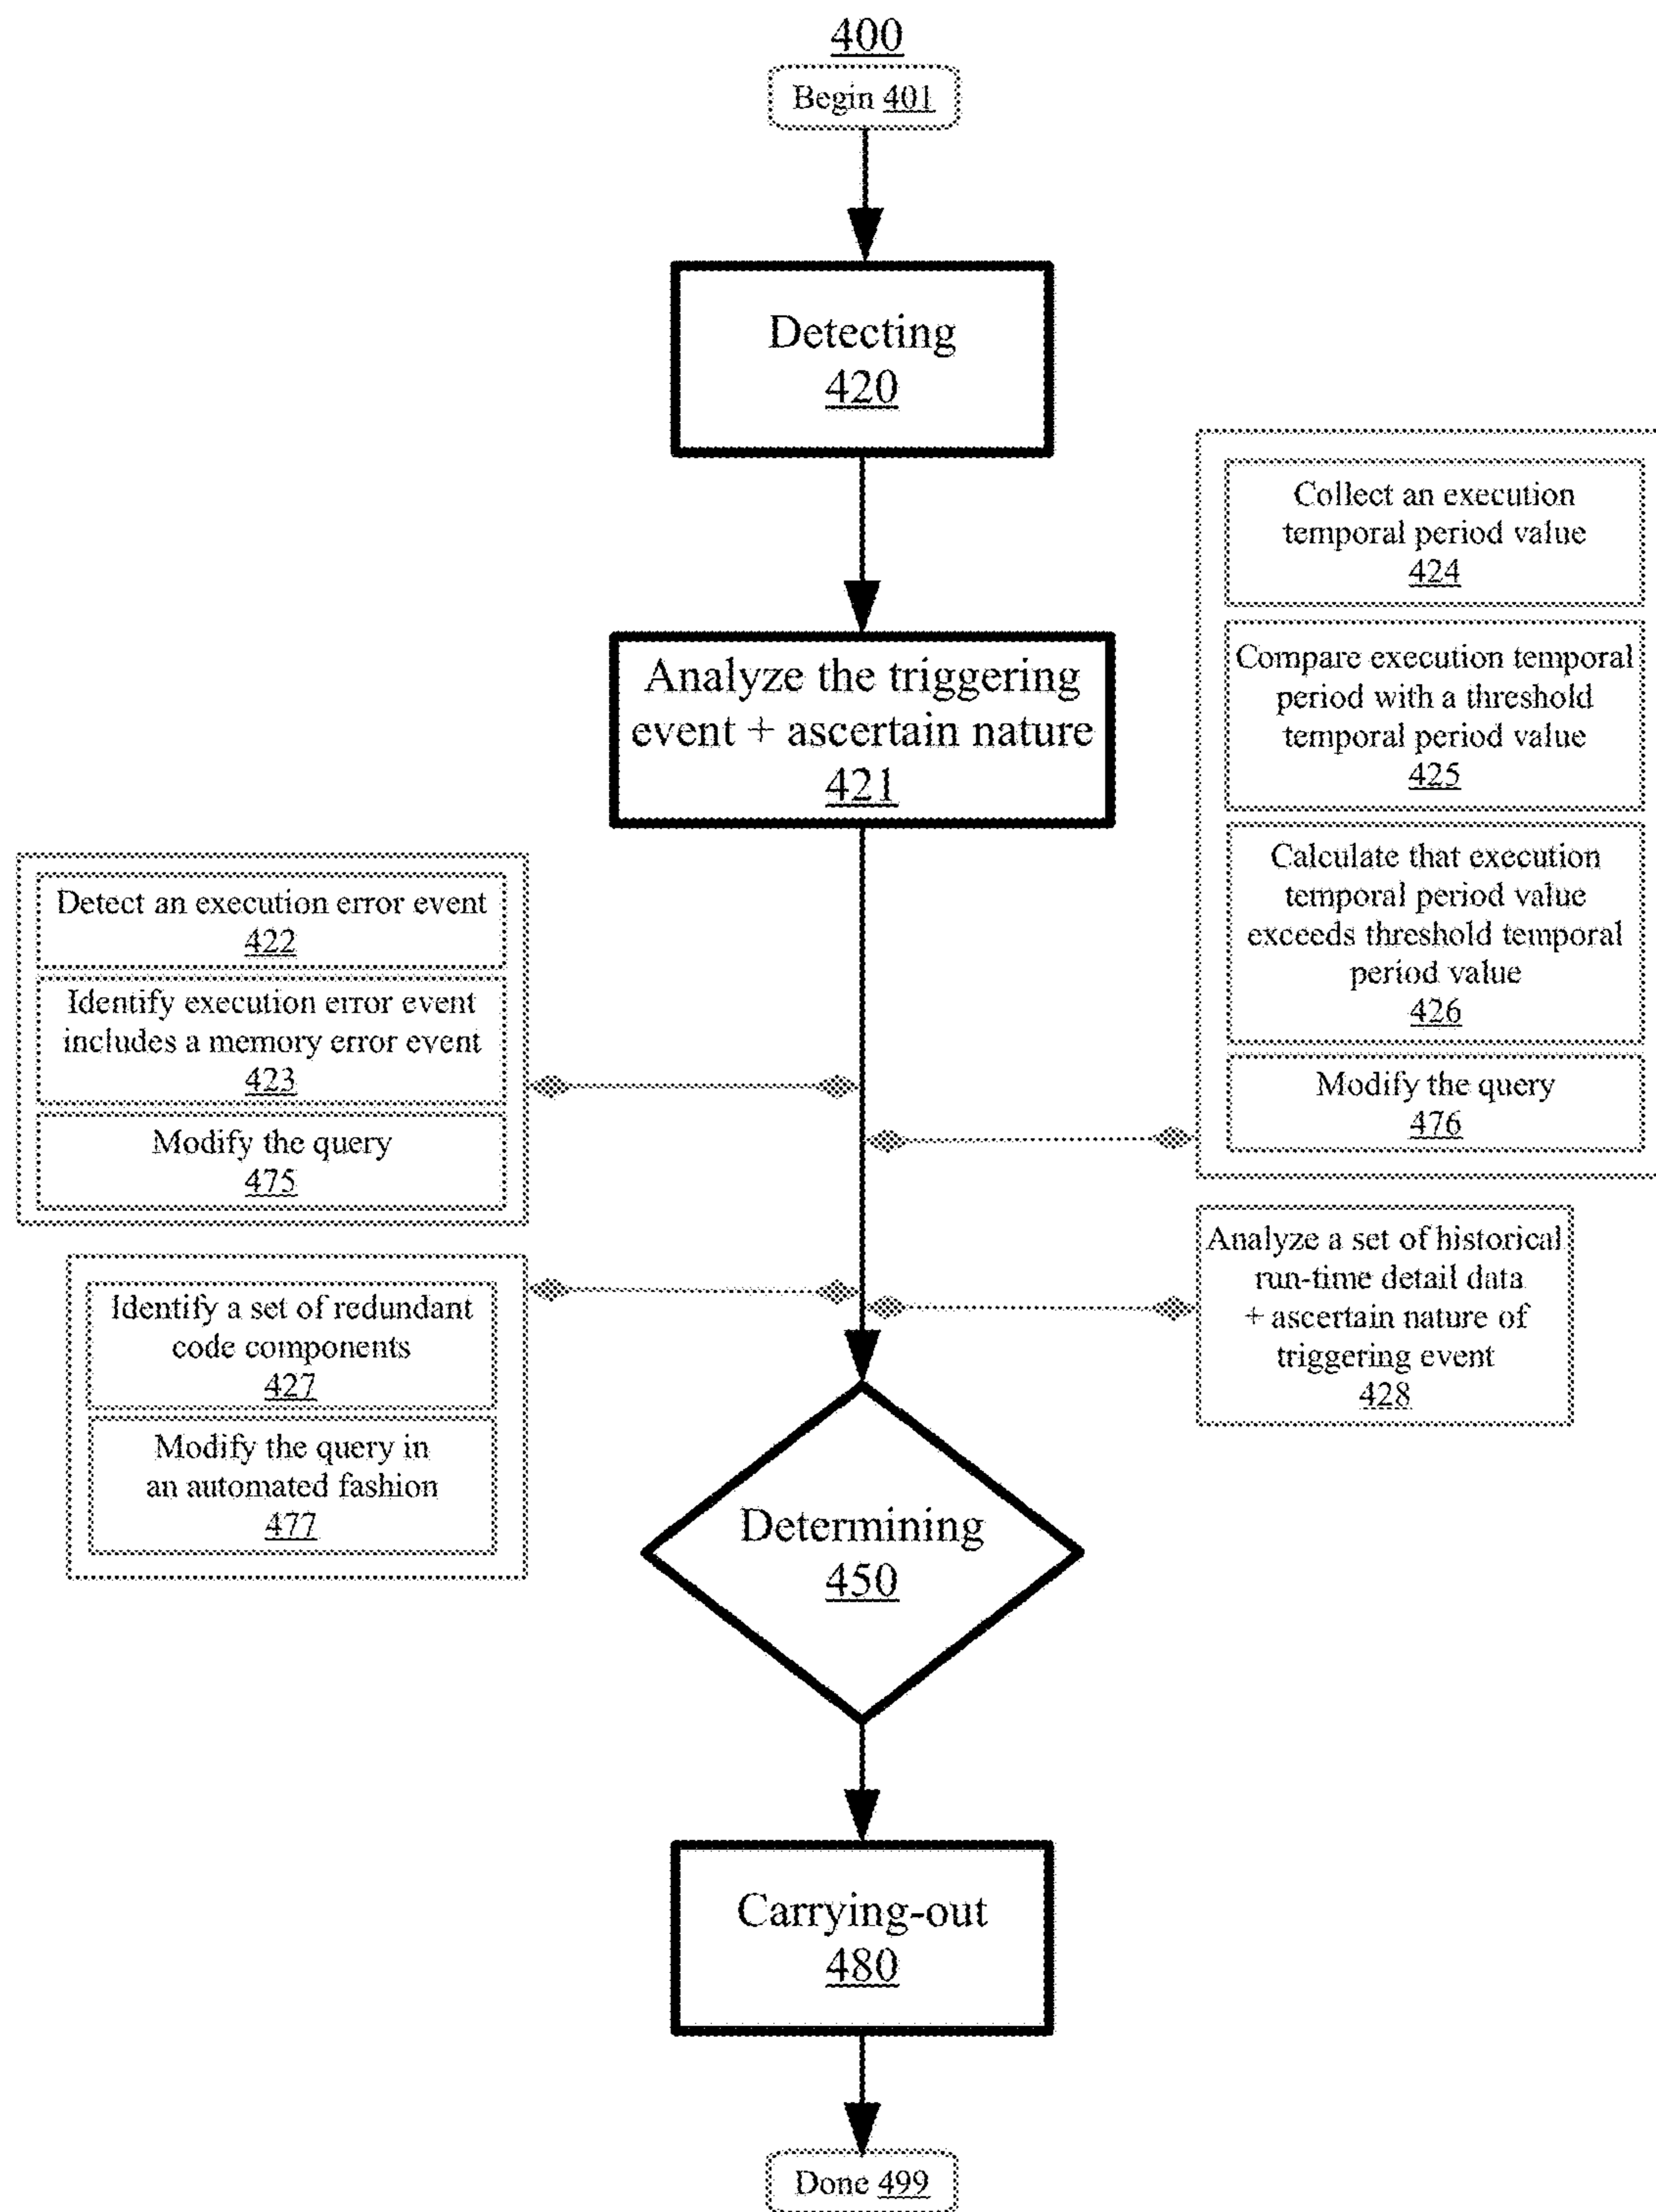 400
Begin 401
Detecting
420
Analyze the triggering
event + ascertain nature
421
Collect an execution
temporal period value
424
Compare execution temporal
period with a threshold
temporal period value
425
Calculate that execution
temporal period value
exceeds threshold temporal
period value
426
Modify the query
476
Detect an execution error event
422
Identify execution error event
includes a memory error event
423
Modify the query
475
Identify a set of redundant
code components
427
Modify the query in
an automated fashion
477
Analyze a set of historical
run-time detail data
+ ascertain nature of
triggering event
428
Determining
450
Carrying-out
480
Done 499